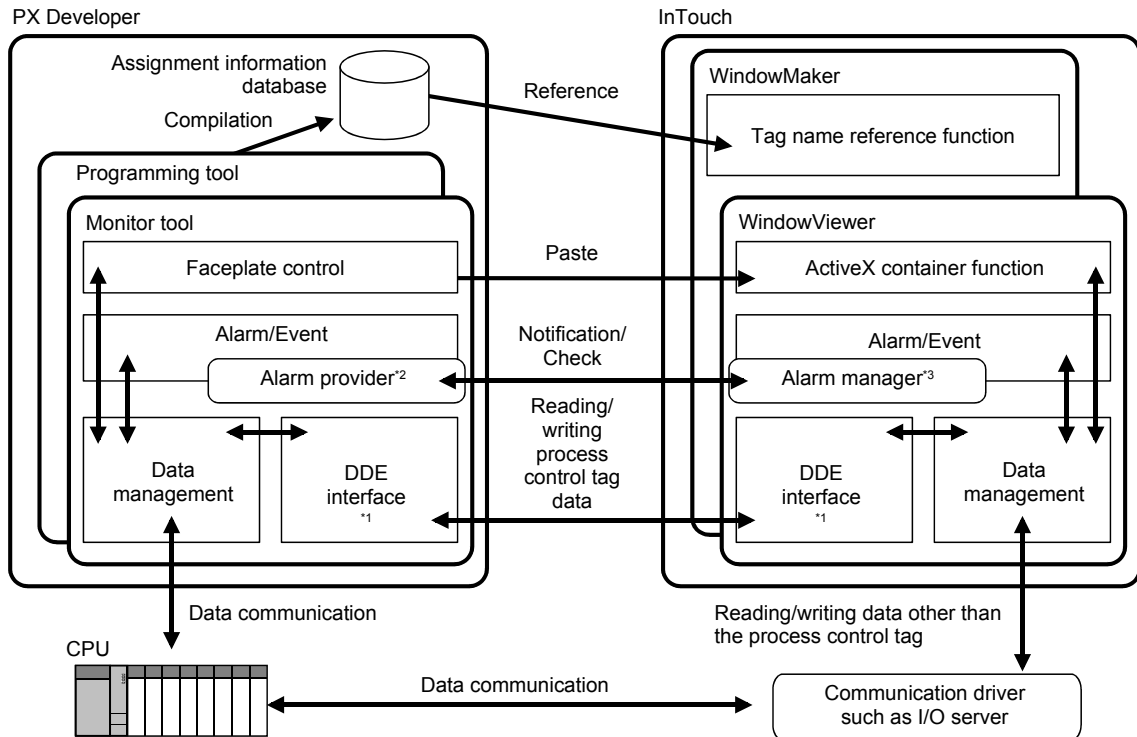 PX Developer
InTouch
Assignment information
database
Compilation
Reference
WindowMaker
Tag name reference function
Programming tool
Monitor tool
WindowViewer
Faceplate control
Paste
ActiveX container function
Alarm/Event
Notification/
Check
Alarm/Event
Alarm provider*2
Alarm manager*3
Reading/
writing
process
control tag
data
Data
management
DDE
interface
*1
DDE
interface
*1
Data
management
Data communication
Reading/writing data other than
the process control tag
CPU
Data communication
Communication driver
such as I/O server